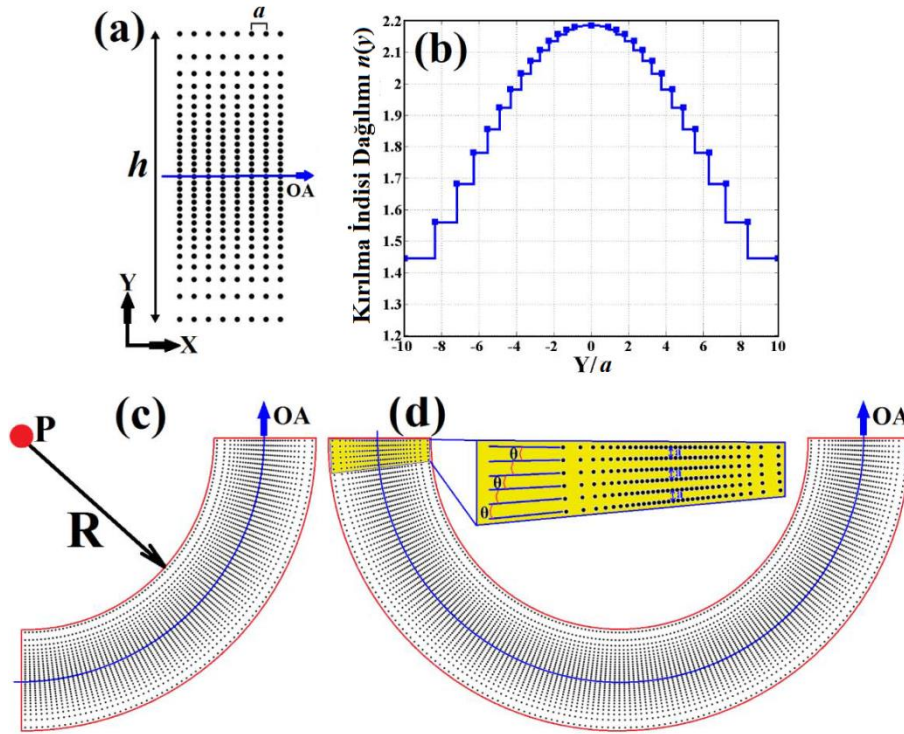 (a)
a
h
OA
Y
X
(b)
Kırılma İndisi Dağılımı n(y)
2.2
2.1
2
1.9
1.8
1.7
1.6
1.5
1.4
1.3
1.2
-10 -8 -6 -4 -2 0 2 4 6 8 10
Y/a
(c)
P
R
OA
(d)
OA
θ
θ
θ
a
a
a